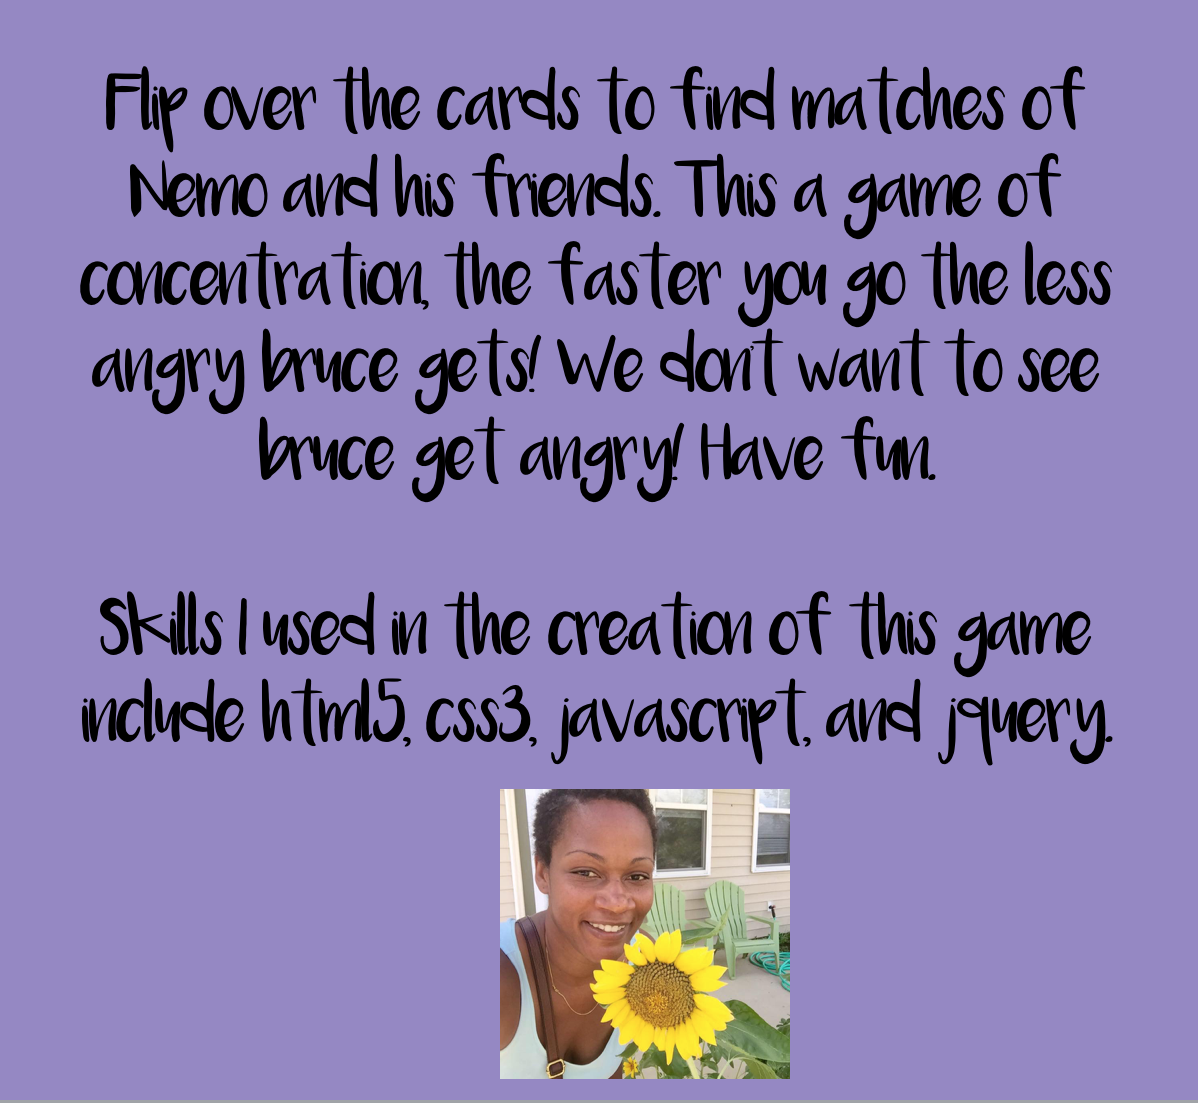 Flip over the cards to find matches of
Nemo and his friends. This a game of
concentration, the faster you go the less
angry bruce gets! We don't want to see
bruce get angry! Have fun.
Skills I used in the creation of this game
include html5, css3, javascript, and jquery.